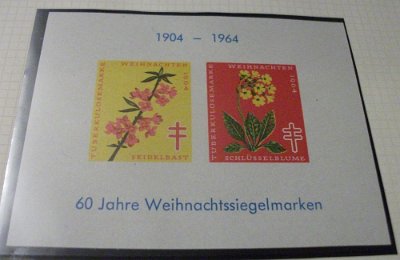 1904 – 1964
TUBERKULOSEMARKE
WEIHNACHTEN
1964
SEIDELBAST
TUBERKULOSEMARKE
WEIHNACHTEN
1964
SCHLÜSSELBLUME
60 Jahre Weihnachtssiegelmarken